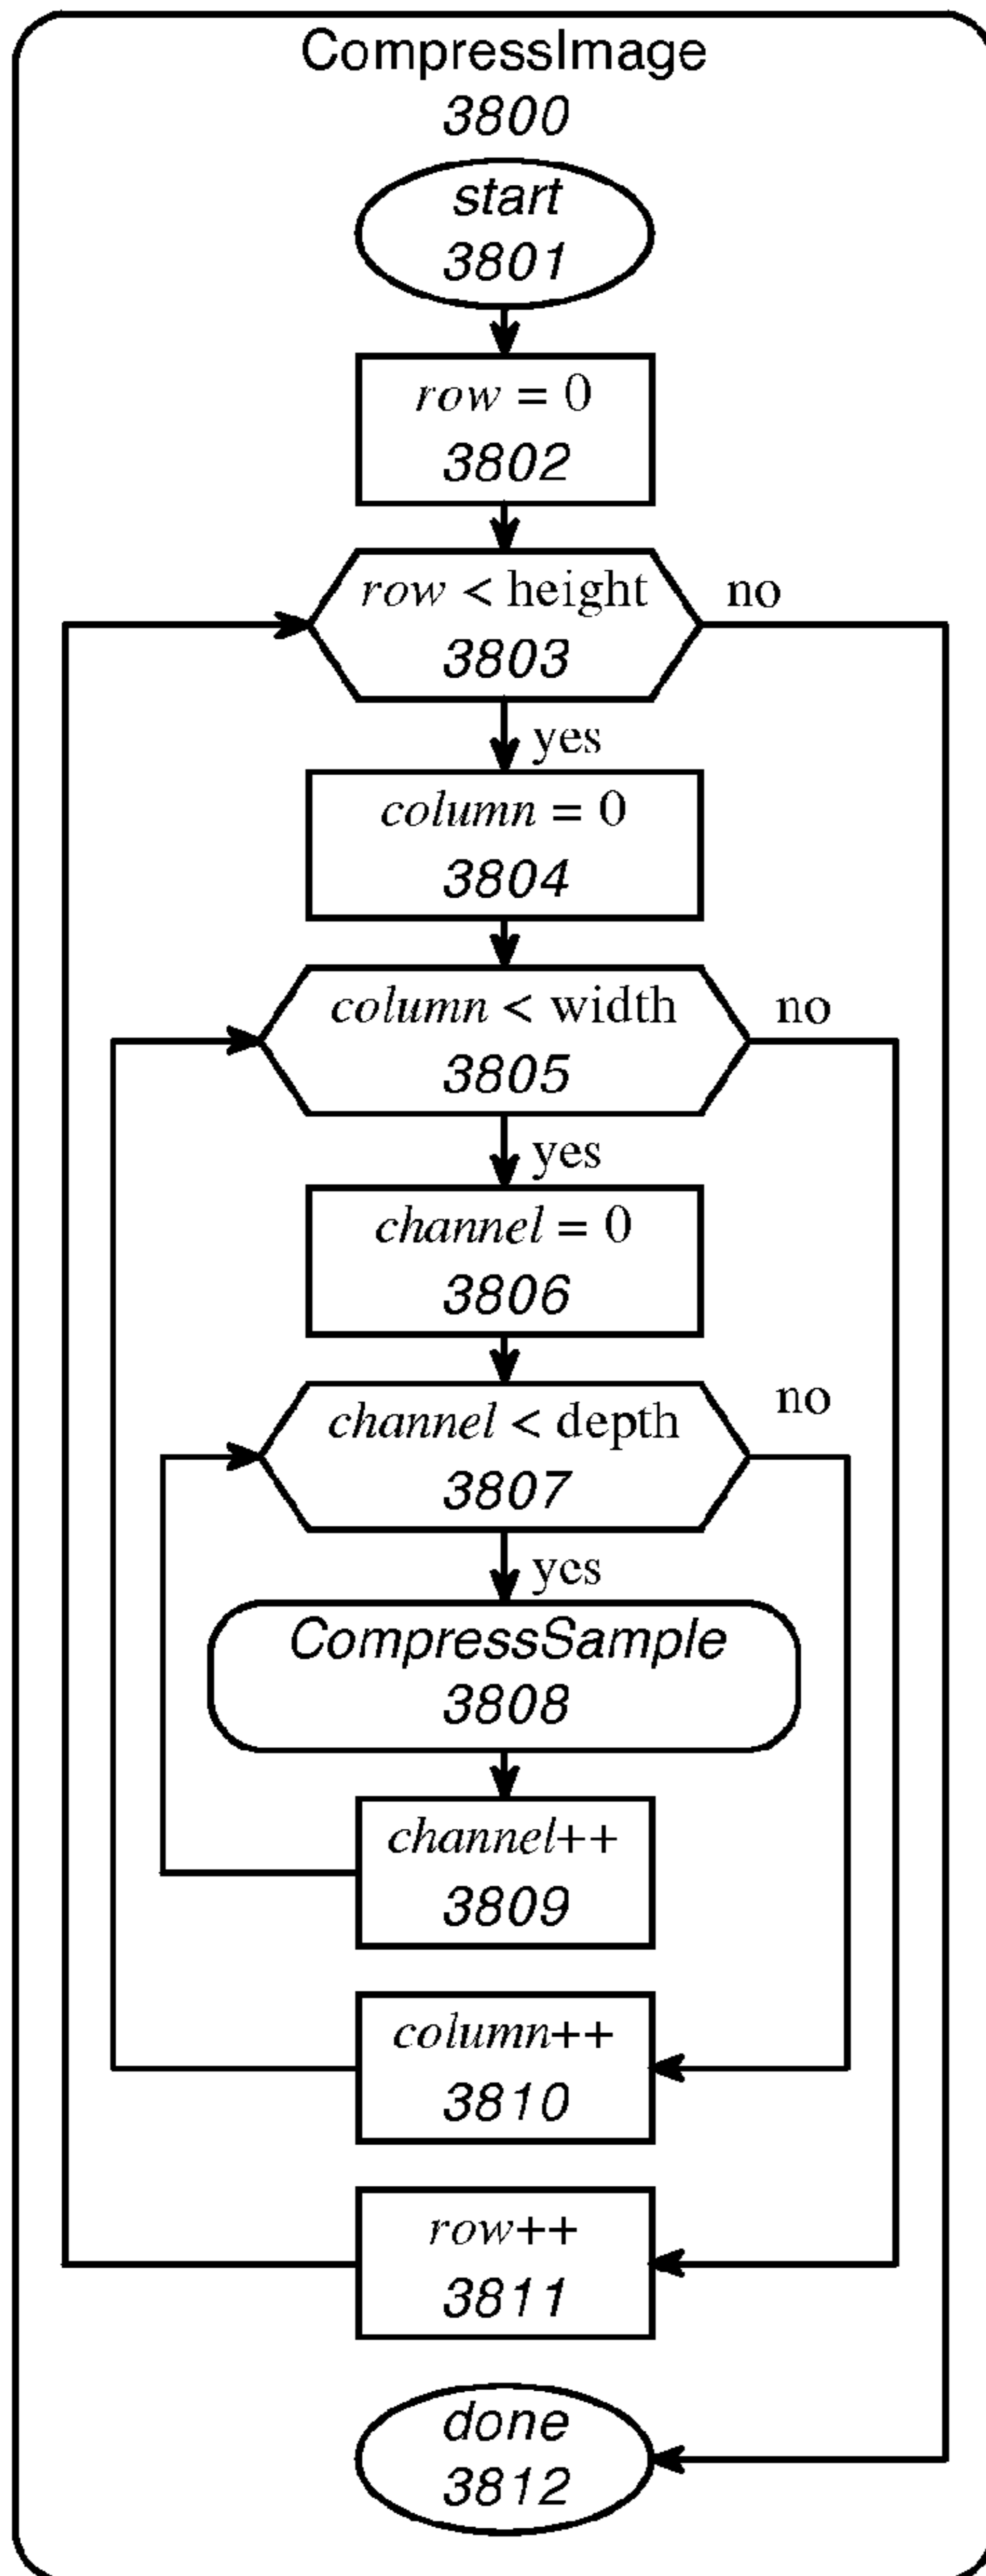 CompressImage
3800
start
3801
row = 0
3802
row < height
3803
no
yes
column = 0
3804
column < width
3805
no
yes
channel = 0
3806
channel < depth
3807
no
yes
CompressSample
3808
channel++
3809
column++
3810
row++
3811
done
3812